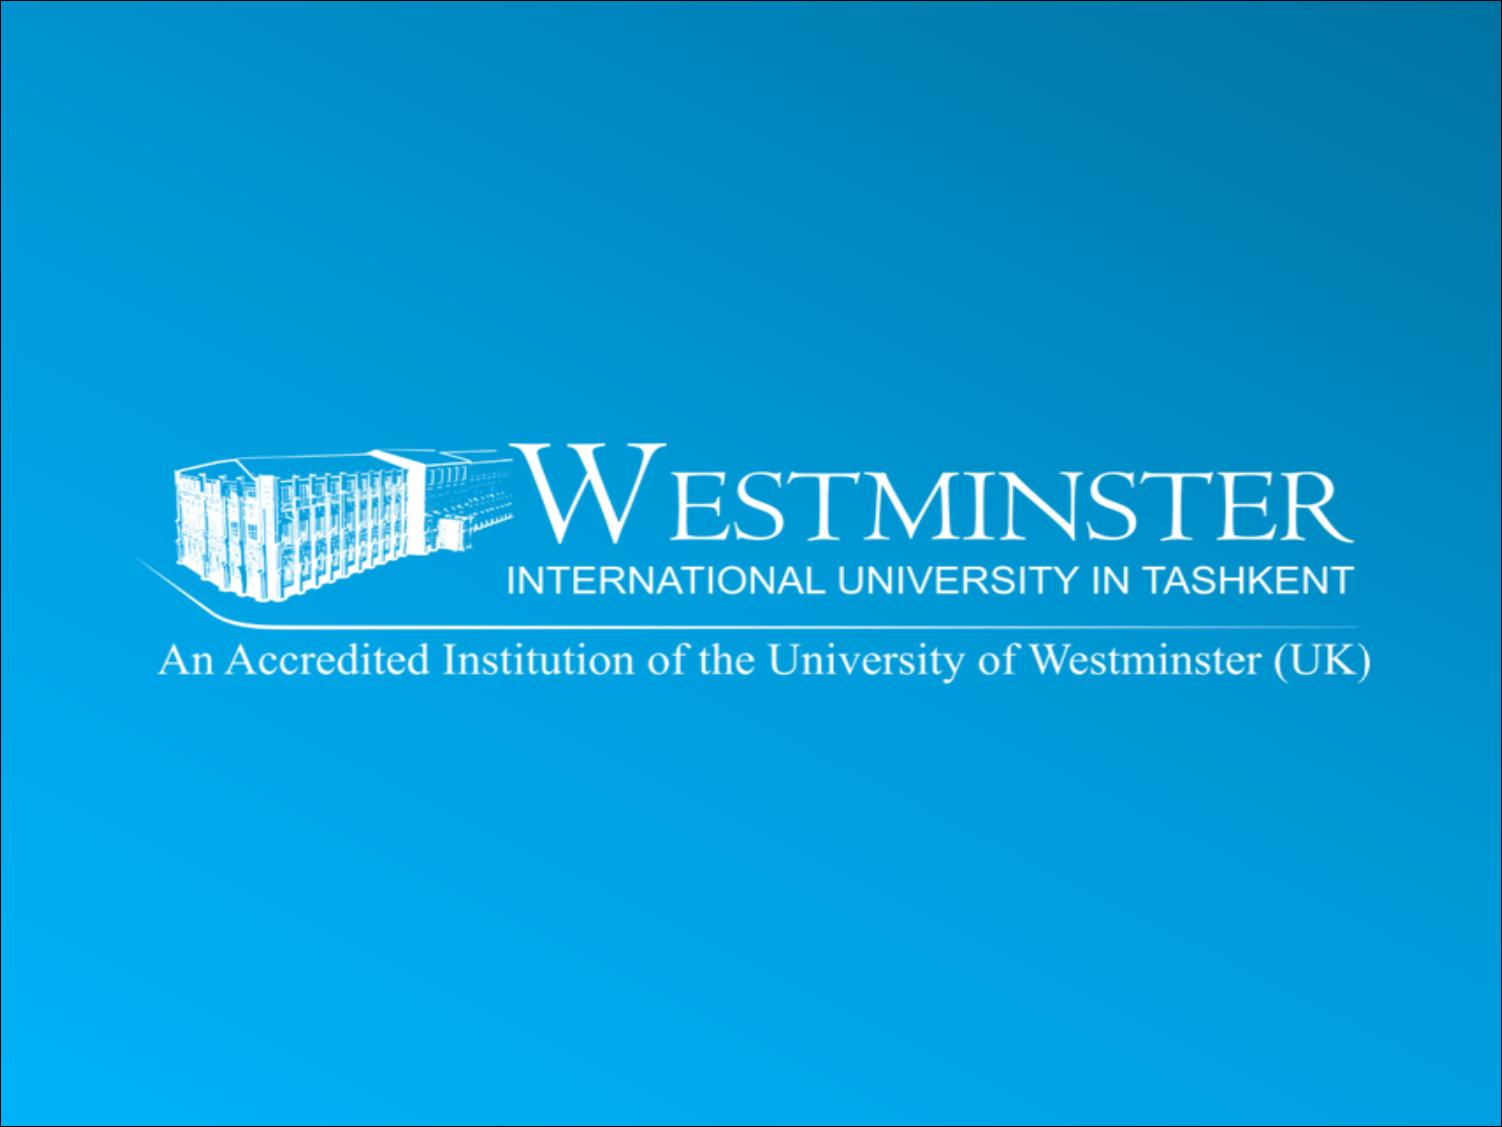 WESTMINSTER
INTERNATIONAL UNIVERSITY IN TASHKENT
An Accredited Institution of the University of Westminster (UK)